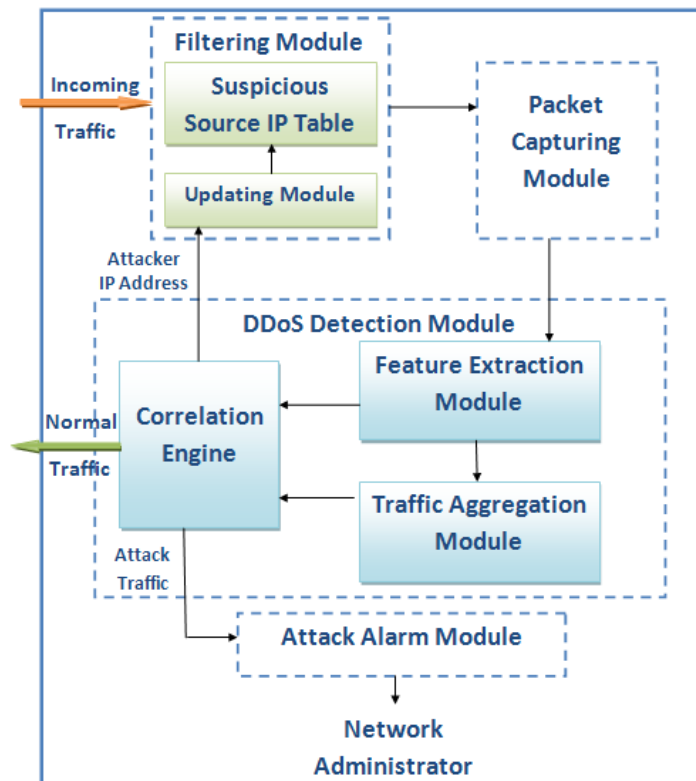 Filtering Module
Incoming
Traffic
Suspicious
Source IP Table
Updating Module
Packet
Capturing
Module
Attacker
IP Address
DDoS Detection Module
Feature Extraction
Module
Correlation
Engine
Normal
Traffic
Traffic Aggregation
Module
Attack
Traffic
Attack Alarm Module
Network
Administrator